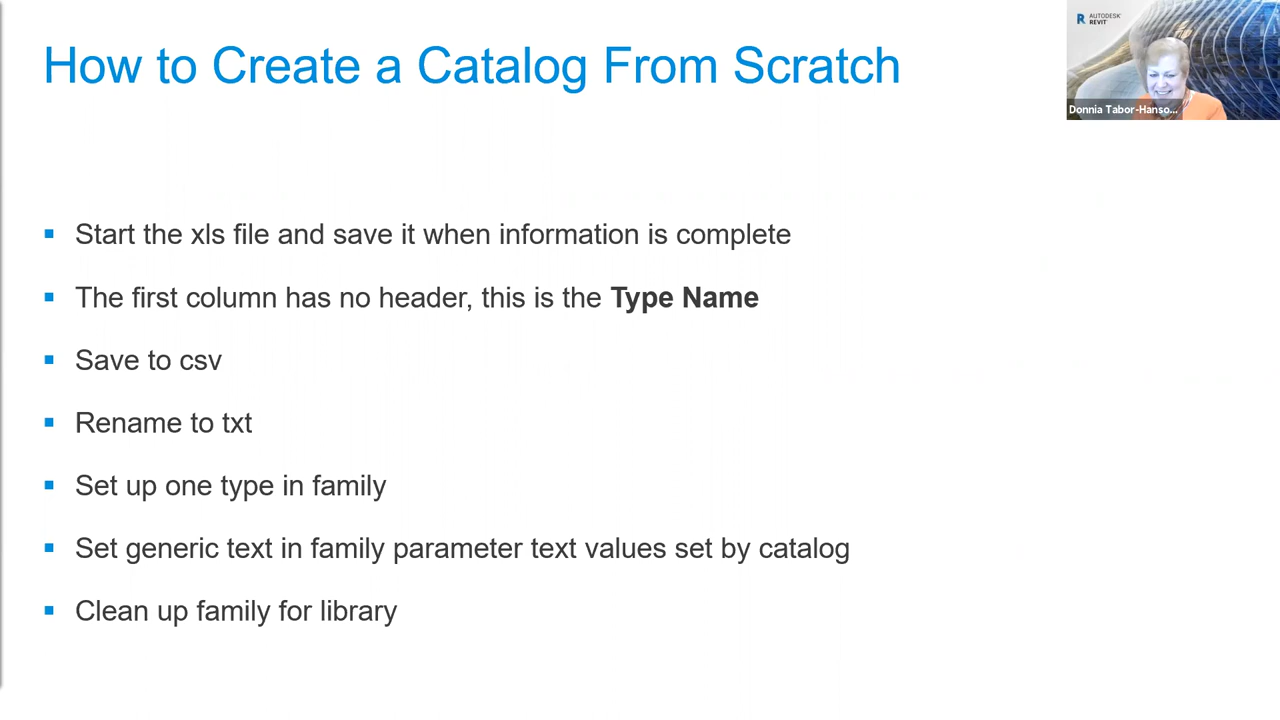 How to Create a Catalog From Scratch
AUTODESK
REVIT
Donnia Tabor-Hanso...
Start the xls file and save it when information is complete
The first column has no header, this is the Type Name
Save to csv
Rename to txt
Set up one type in family
Set generic text in family parameter text values set by catalog
Clean up family for library